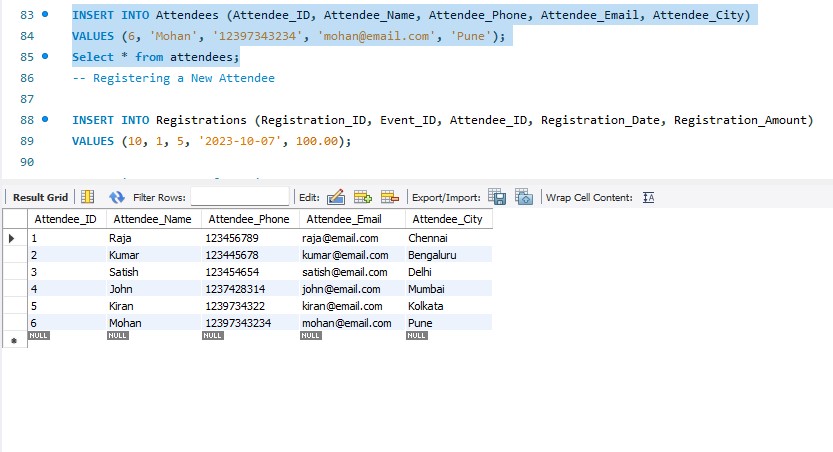 83 INSERT INTO Attendees (Attendee_ID, Attendee_Name, Attendee_Phone, Attendee_Email, Attendee_City)
84 VALUES (6, 'Mohan', '12397343234', 'mohan@email.com', 'Pune');
85 Select * from attendees;
86 -- Registering a New Attendee
87
88 INSERT INTO Registrations (Registration_ID, Event_ID, Attendee_ID, Registration_Date, Registration_Amount)
89 VALUES (10, 1, 5, '2023-10-07', 100.00);
90
Result Grid Filter Rows: Edit: Export/Import: Wrap Cell Content:
Attendee_ID Attendee_Name Attendee_Phone Attendee_Email Attendee_City
1 Raja 123456789 raja@email.com Chennai
2 Kumar 123445678 kumar@email.com Bengaluru
3 Satish 123454654 satish@email.com Delhi
4 John 1237428314 john@email.com Mumbai
5 Kiran 1239734322 kiran@email.com Kolkata
6 Mohan 12397343234 mohan@email.com Pune
NULL NULL NULL NULL NULL